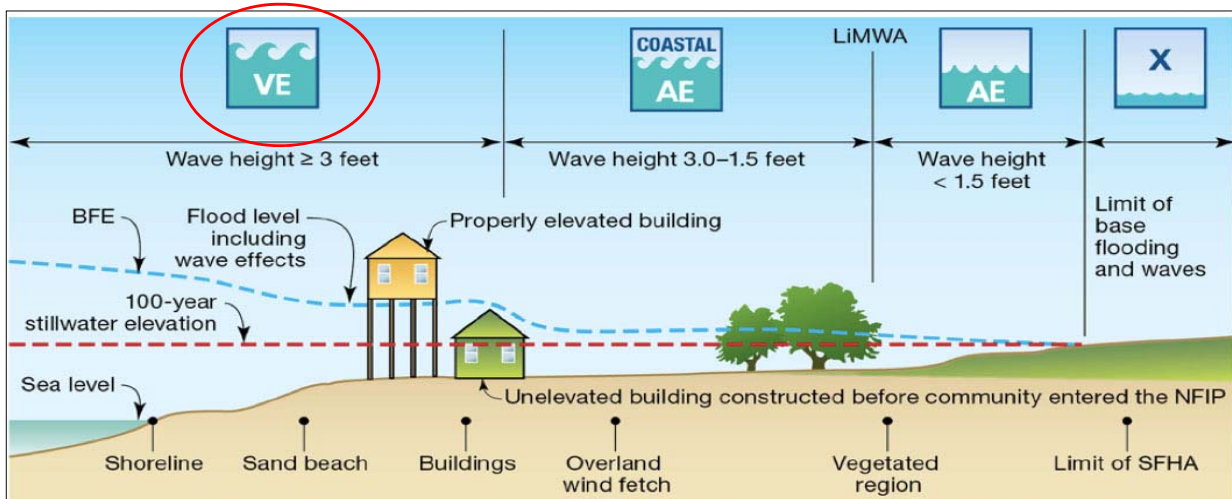 VE
COASTAL
AE
LiMWA
AE
X
Wave height ≥ 3 feet
Wave height 3.0–1.5 feet
Wave height
< 1.5 feet
BFE
Flood level
including
wave effects
Properly elevated building
Limit of
base
flooding
and waves
100-year
stillwater elevation
Sea level
Unelevated building constructed before community entered the NFIP
Shoreline
Sand beach
Buildings
Overland
wind fetch
Vegetated
region
Limit of SFHA